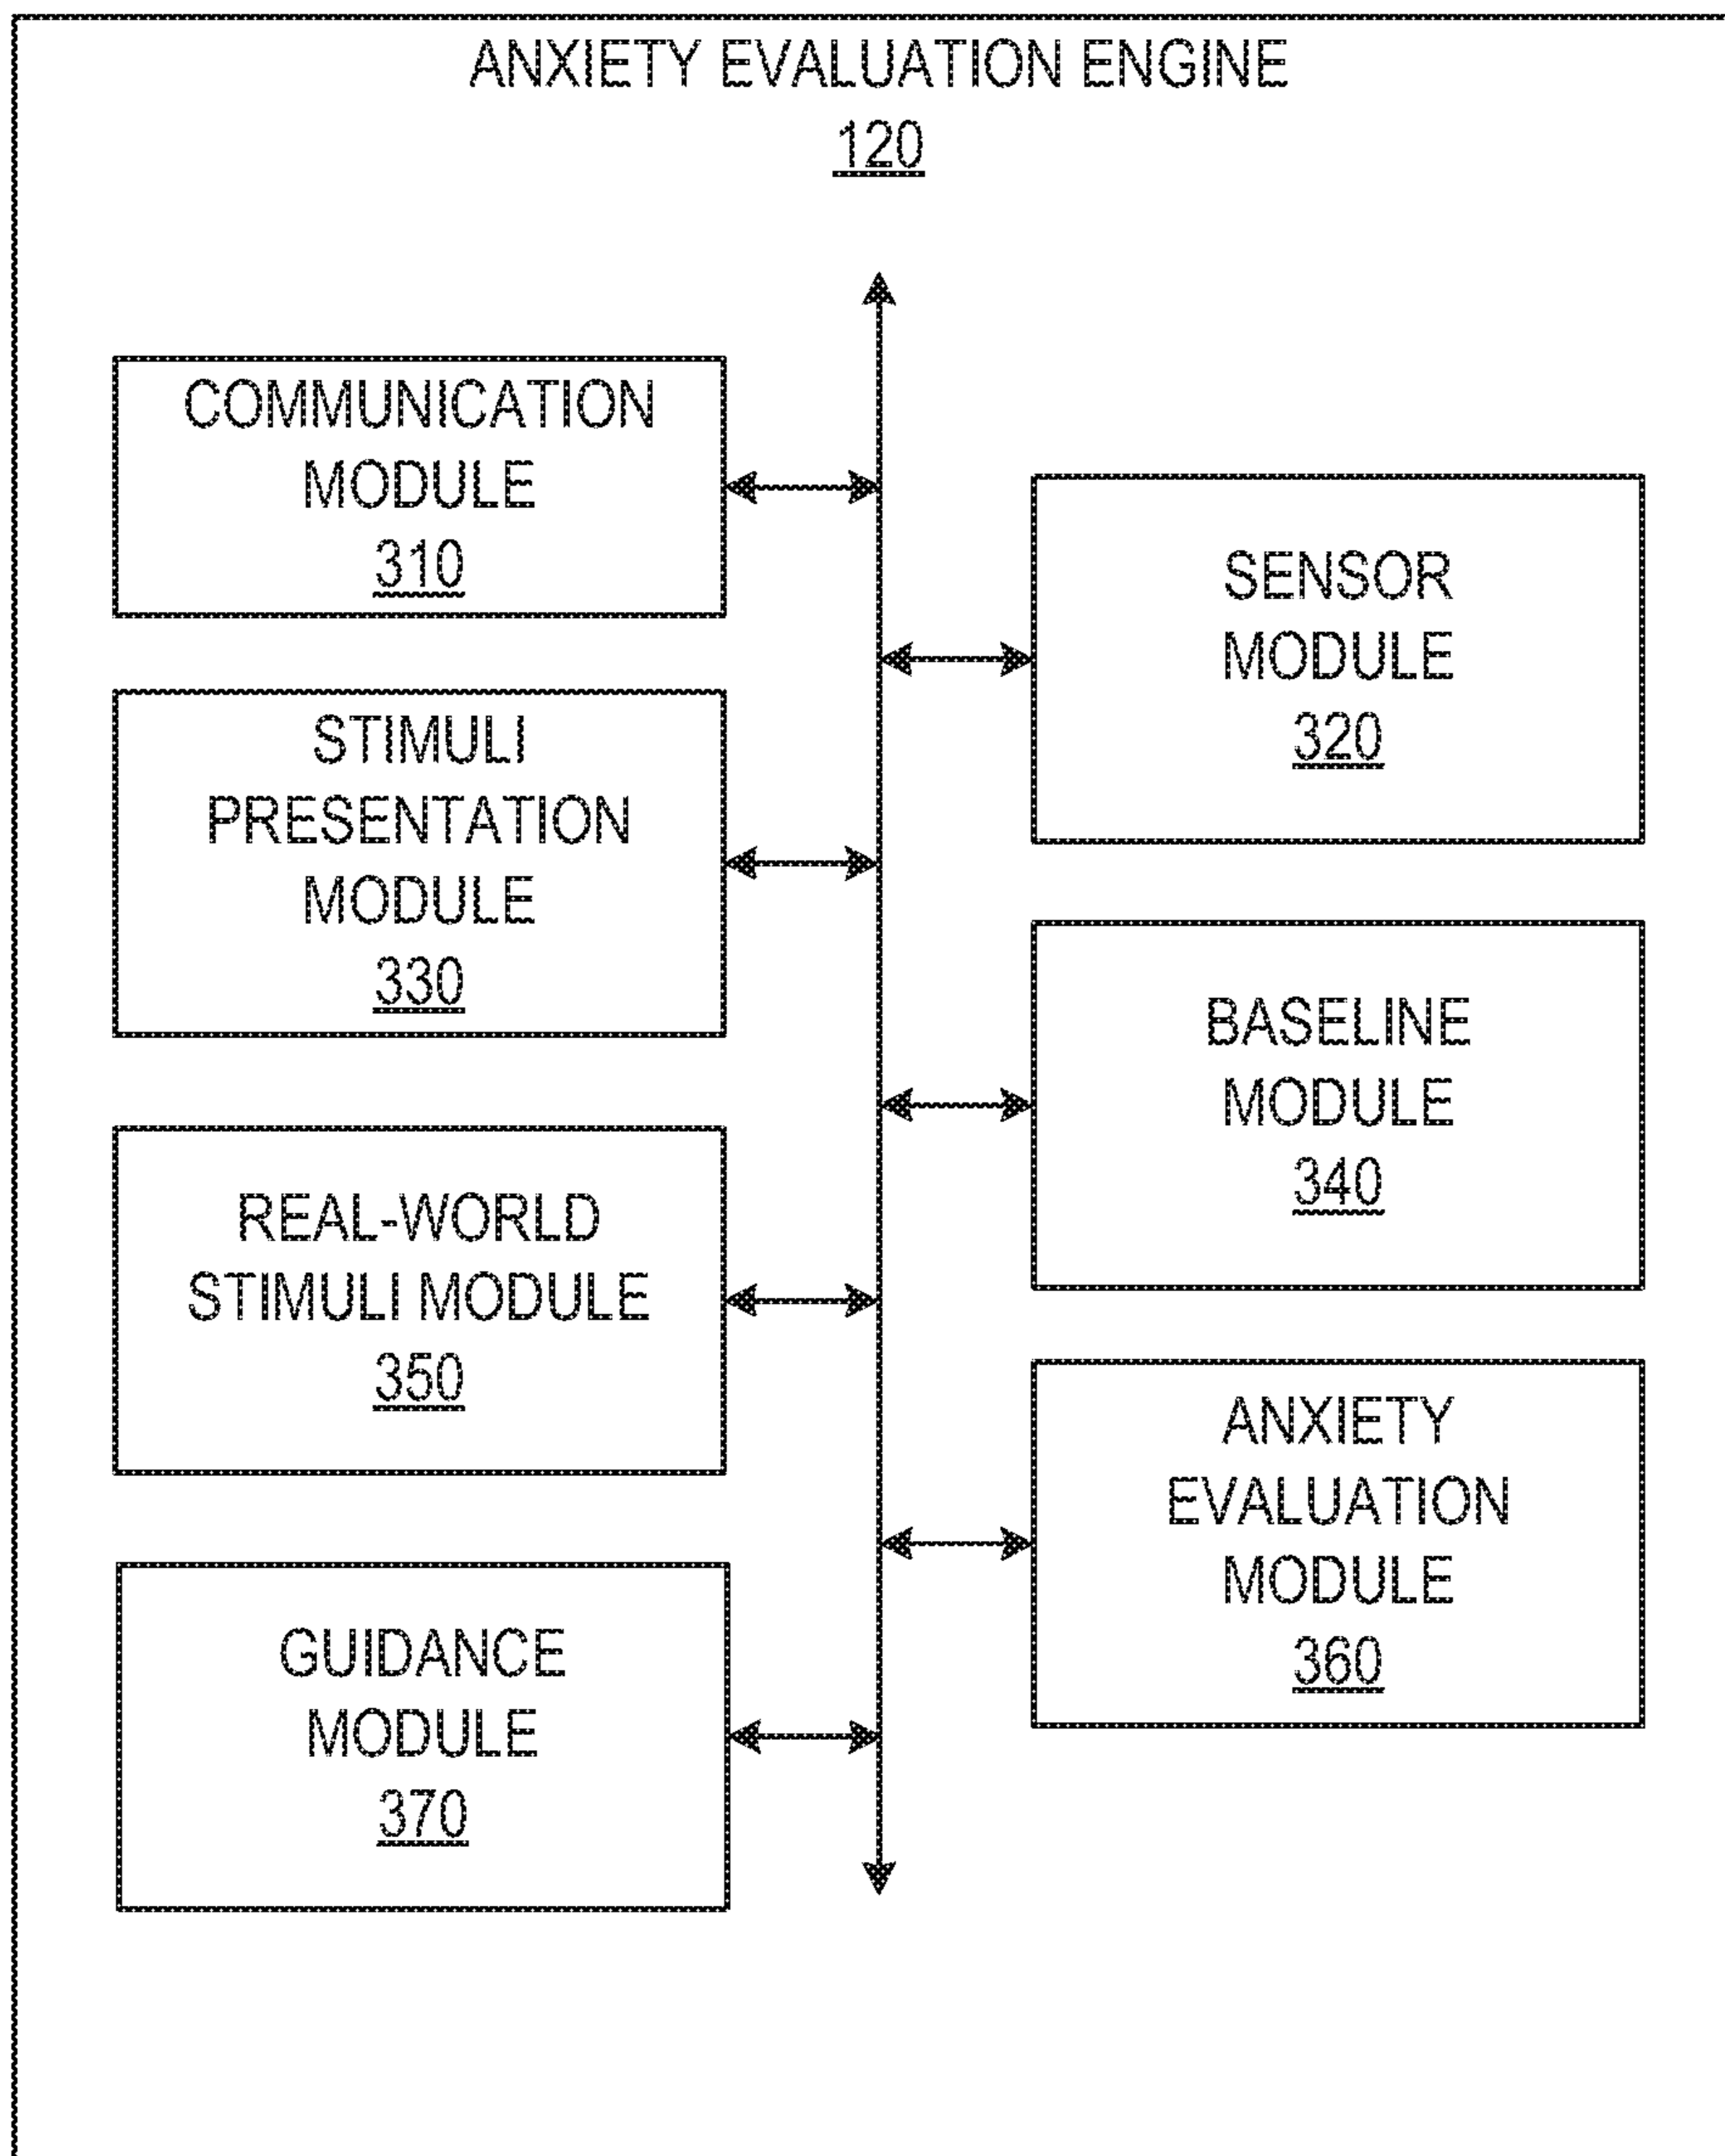 ANXIETY EVALUATION ENGINE
120
COMMUNICATION
MODULE
310
SENSOR
MODULE
320
STIMULI
PRESENTATION
MODULE
330
BASELINE
MODULE
340
REAL-WORLD
STIMULI MODULE
350
ANXIETY
EVALUATION
MODULE
360
GUIDANCE
MODULE
370